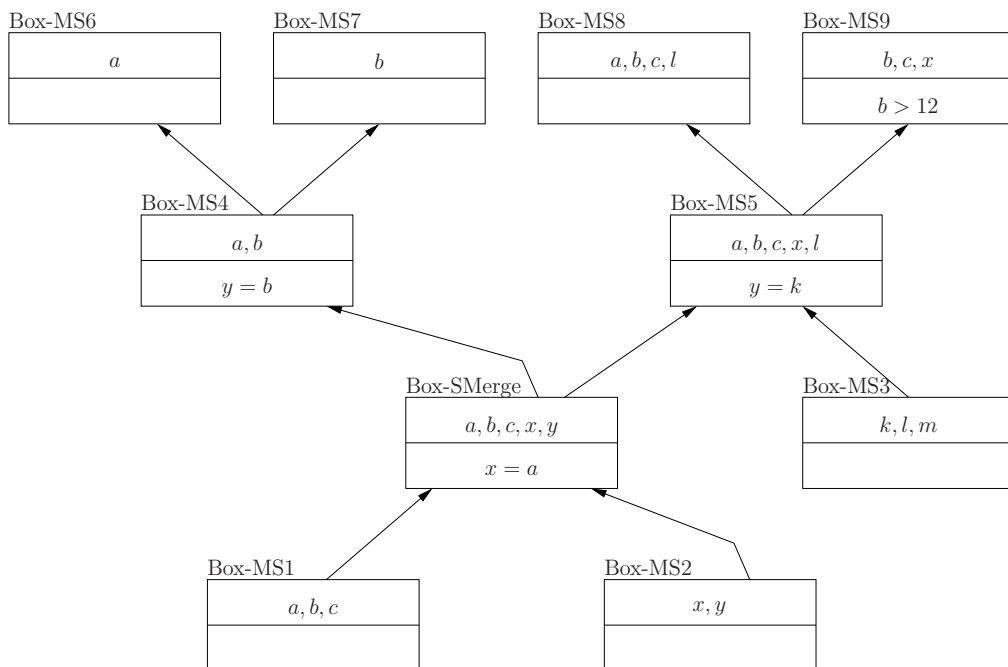 Box-MS6
Box-MS7
Box-MS8
Box-MS9
a
b
a, b, c, l
b, c, x
b > 12
Box-MS4
Box-MS5
a, b
a, b, c, x, l
y = b
y = k
Box-SMerge
Box-MS3
a, b, c, x, y
k, l, m
x = a
Box-MS1
Box-MS2
a, b, c
x, y